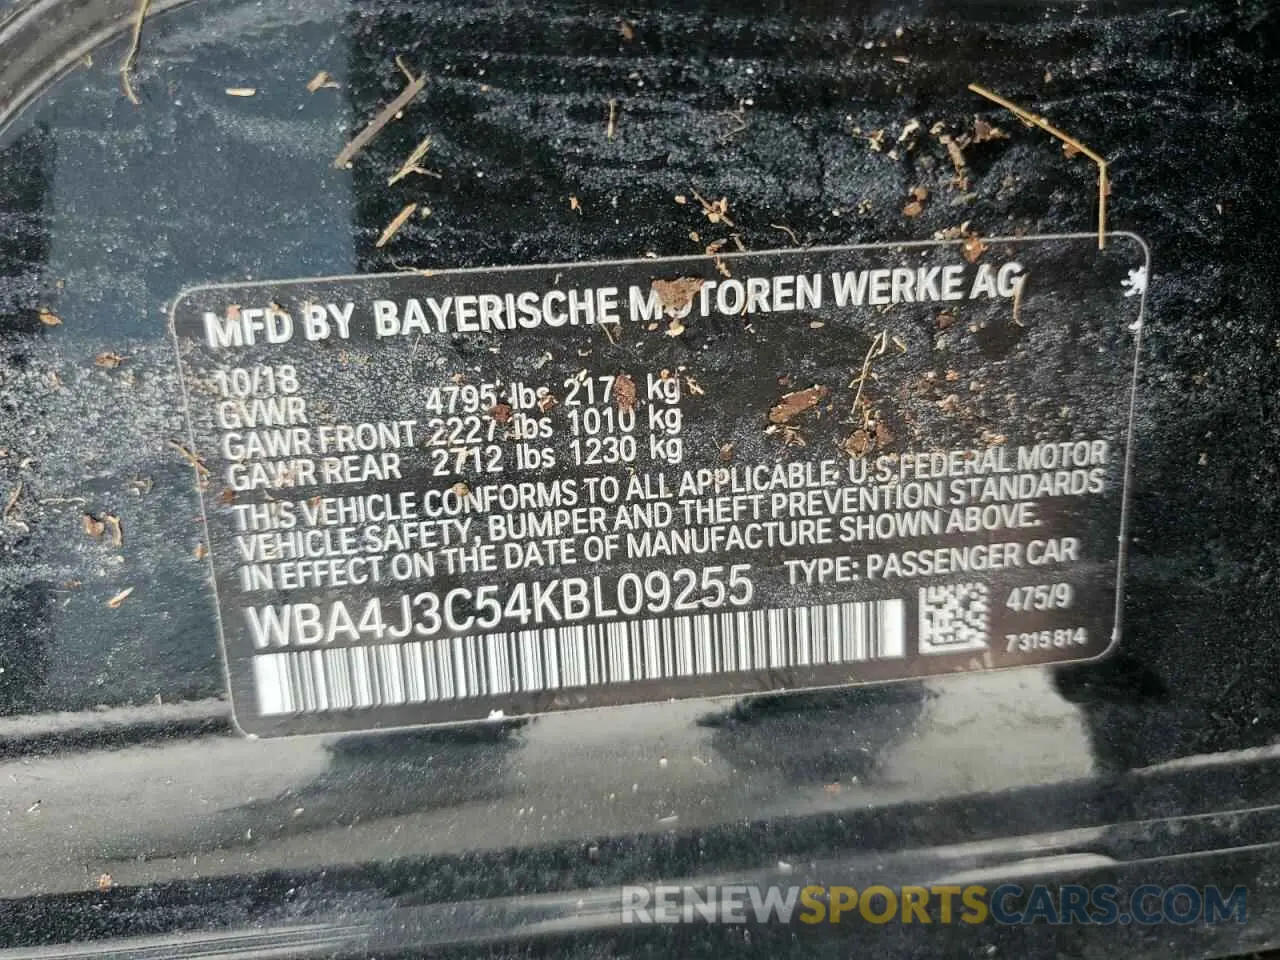 MFD BY BAYERISCHE MOTOREN WERKE AG
10/18
GVWR 4795 lbs kg
GAWR FRONT 2227 lbs 1010 kg
GAWR REAR 2712 lbs 1230 kg
THIS VEHICLE CONFORMS TO ALL APPLICABLE U.S.FEDERAL MOTOR
VEHICLE SAFETY, BUMPER AND THEFT PREVENTION STANDARDS
IN EFFECT ON THE DATE OF MANUFACTURE SHOWN ABOVE.
WBA4J3C54KBL09255 TYPE: PASSENGER CAR
475/9
7 315 814
RENEWSPORTSCARS.COM